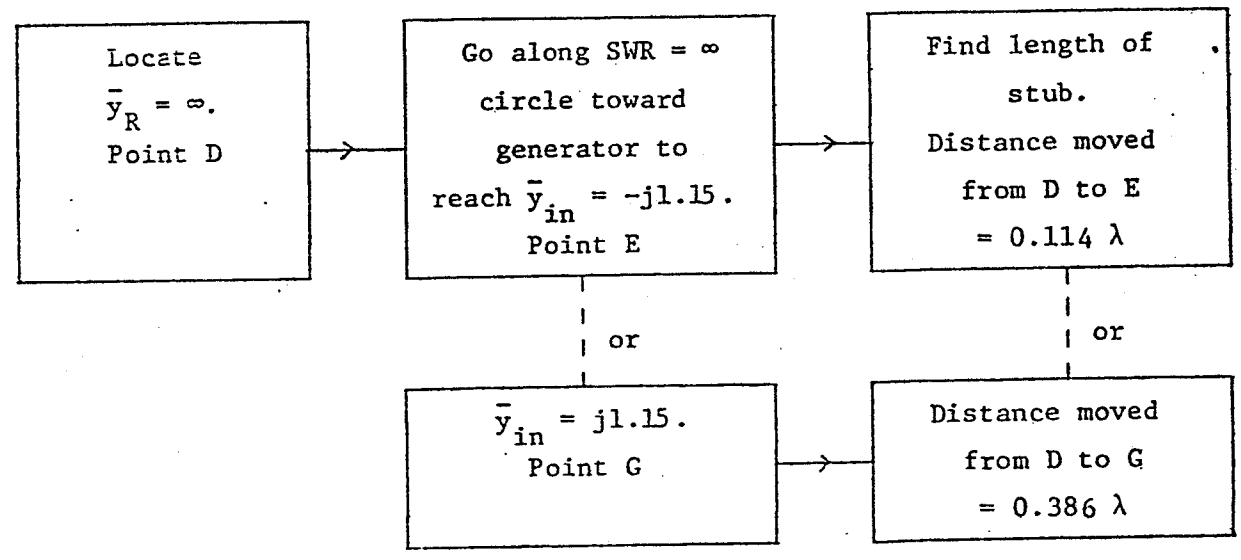 Locate
ȳ_R = ∞.
Point D
Go along SWR = ∞
circle toward
generator to
reach ȳ_in = -j1.15.
Point E
Find length of
stub.
Distance moved
from D to E
= 0.114 λ
or
or
ȳ_in = j1.15.
Point G
Distance moved
from D to G
= 0.386 λ